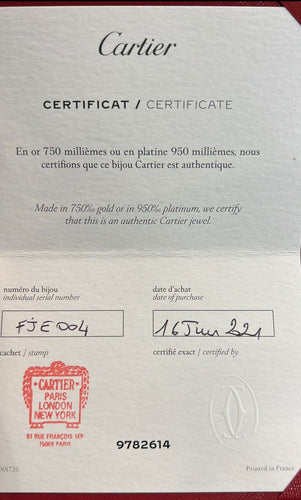 Cartier
CERTIFICAT / CERTIFICATE
En or 750 millièmes ou en platine 950 millièmes, nous
certifions que ce bijou Cartier est authentique.
Made in 750‰ gold or in 950‰ platinum, we certify
that this is an authentic Cartier jewel.
numéro du bijou
individual serial number
date d'achat
date of purchase
FJE004
16 Jun 221
cachet / stamp
certifié exact / certified by
CARTIER
PARIS
LONDON
NEW YORK
51 RUE FRANÇOIS 1ER
75008 PARIS
9782614
Printed in France